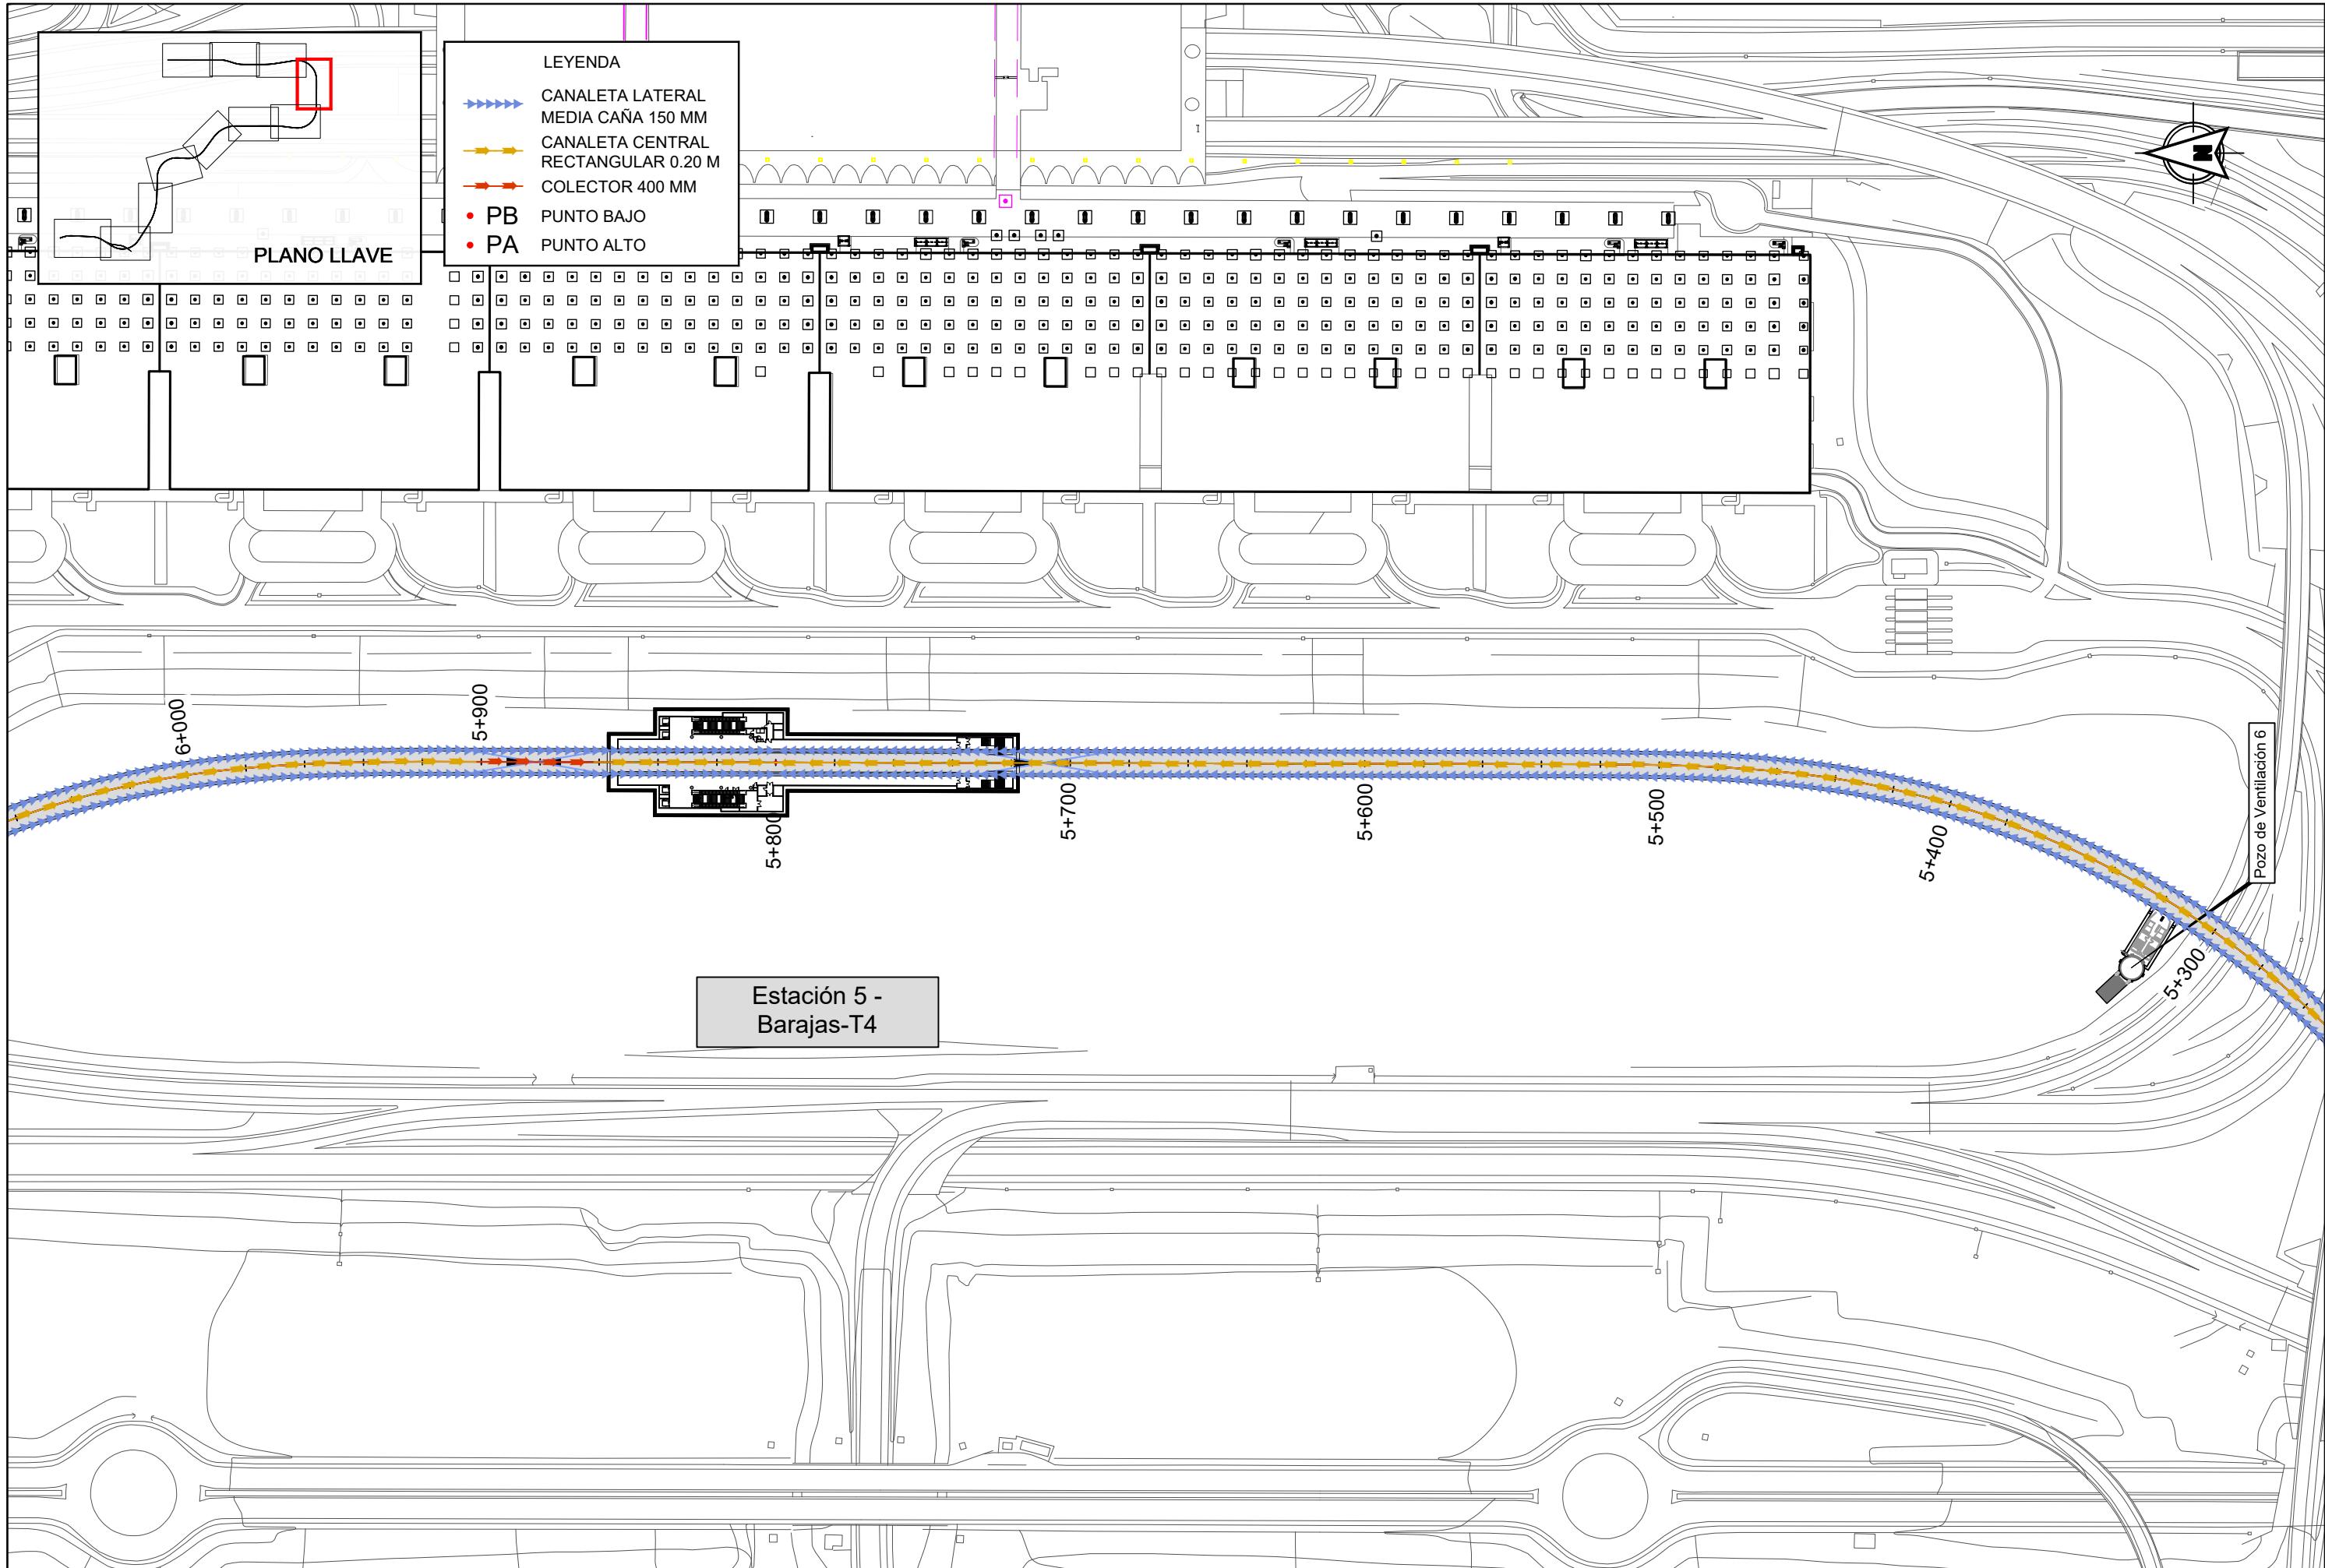 PLANO LLAVE
LEYENDA
CANALETA LATERAL
MEDIA CAÑA 150 MM
CANALETA CENTRAL
RECTANGULAR 0.20 M
COLECTOR 400 MM
PB PUNTO BAJO
PA PUNTO ALTO
N
6+000
5+900
5+800
5+700
5+600
5+500
5+400
5+300
Pozo de Ventilación 6
Estación 5 -
Barajas-T4